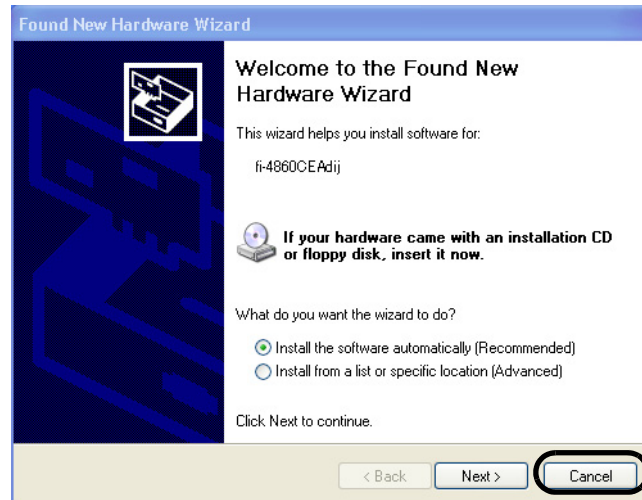 Found New Hardware Wizard
Welcome to the Found New
Hardware Wizard
This wizard helps you install software for:
fi-4860CEAdij
If your hardware came with an installation CD
or floppy disk, insert it now.
What do you want the wizard to do?
Install the software automatically (Recommended)
Install from a list or specific location (Advanced)
Click Next to continue.
< Back
Next >
Cancel